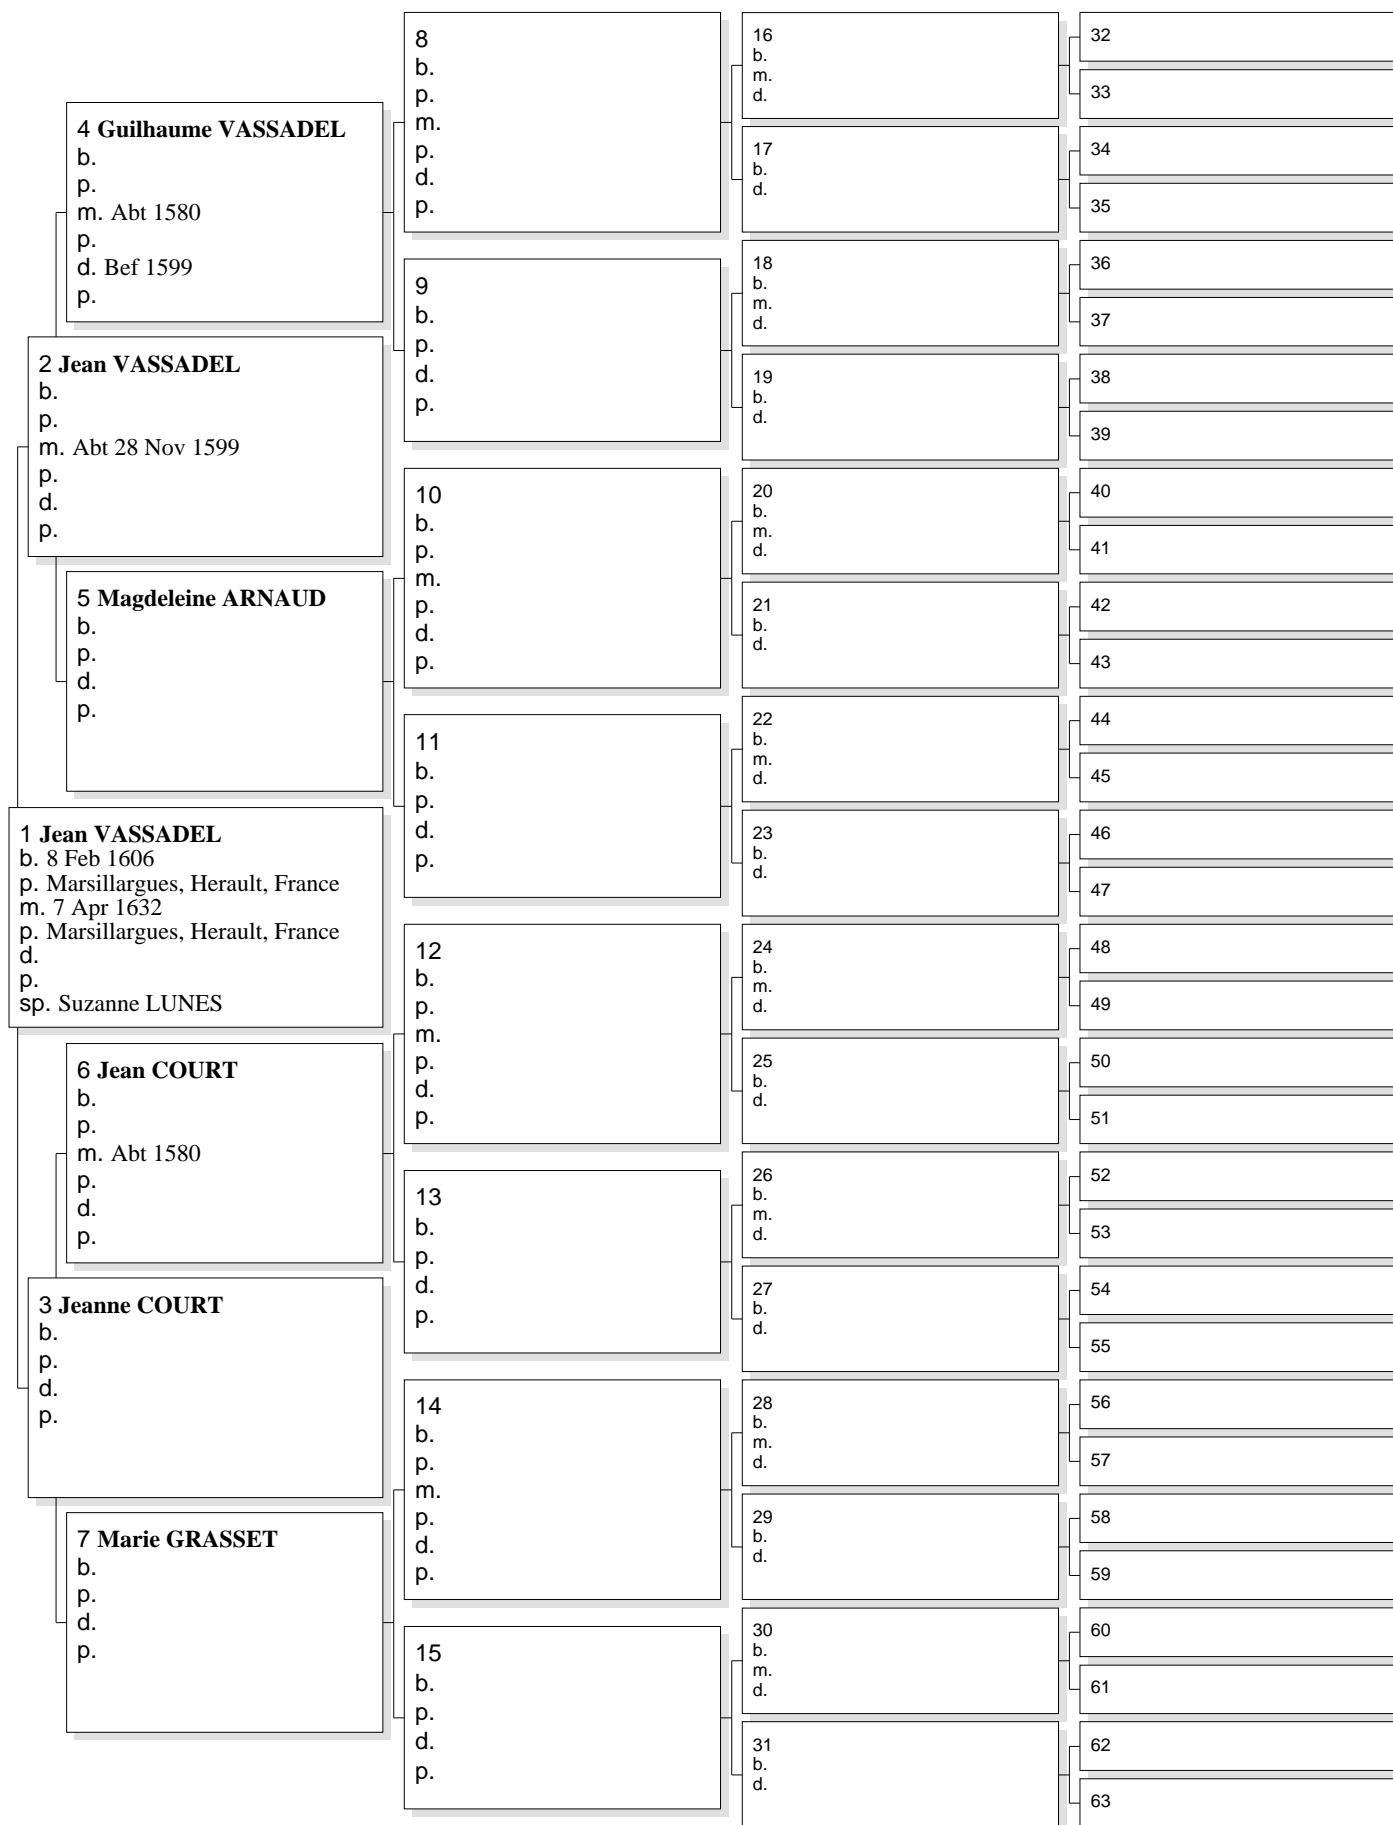 4 Guilhaume VASSADEL
b.
p.
m. Abt 1580
p.
d. Bef 1599
p.
2 Jean VASSADEL
b.
p.
m. Abt 28 Nov 1599
p.
d.
p.
5 Magdeleine ARNAUD
b.
p.
d.
p.
1 Jean VASSADEL
b. 8 Feb 1606
p. Marsillargues, Herault, France
m. 7 Apr 1632
p. Marsillargues, Herault, France
d.
p.
sp. Suzanne LUNES
6 Jean COURT
b.
p.
m. Abt 1580
p.
d.
p.
3 Jeanne COURT
b.
p.
d.
p.
7 Marie GRASSET
b.
p.
d.
p.
8
b.
p.
m.
p.
d.
p.
9
b.
p.
d.
p.
10
b.
p.
m.
p.
d.
p.
11
b.
p.
d.
p.
12
b.
p.
m.
p.
d.
p.
13
b.
p.
d.
p.
14
b.
p.
m.
p.
d.
p.
15
b.
p.
d.
p.
16
b.
m.
d.
17
b.
d.
18
b.
m.
d.
19
b.
d.
20
b.
m.
d.
21
b.
d.
22
b.
m.
d.
23
b.
d.
24
b.
m.
d.
25
b.
d.
26
b.
m.
d.
27
b.
d.
28
b.
m.
d.
29
b.
d.
30
b.
m.
d.
31
b.
d.
32
33
34
35
36
37
38
39
40
41
42
43
44
45
46
47
48
49
50
51
52
53
54
55
56
57
58
59
60
61
62
63